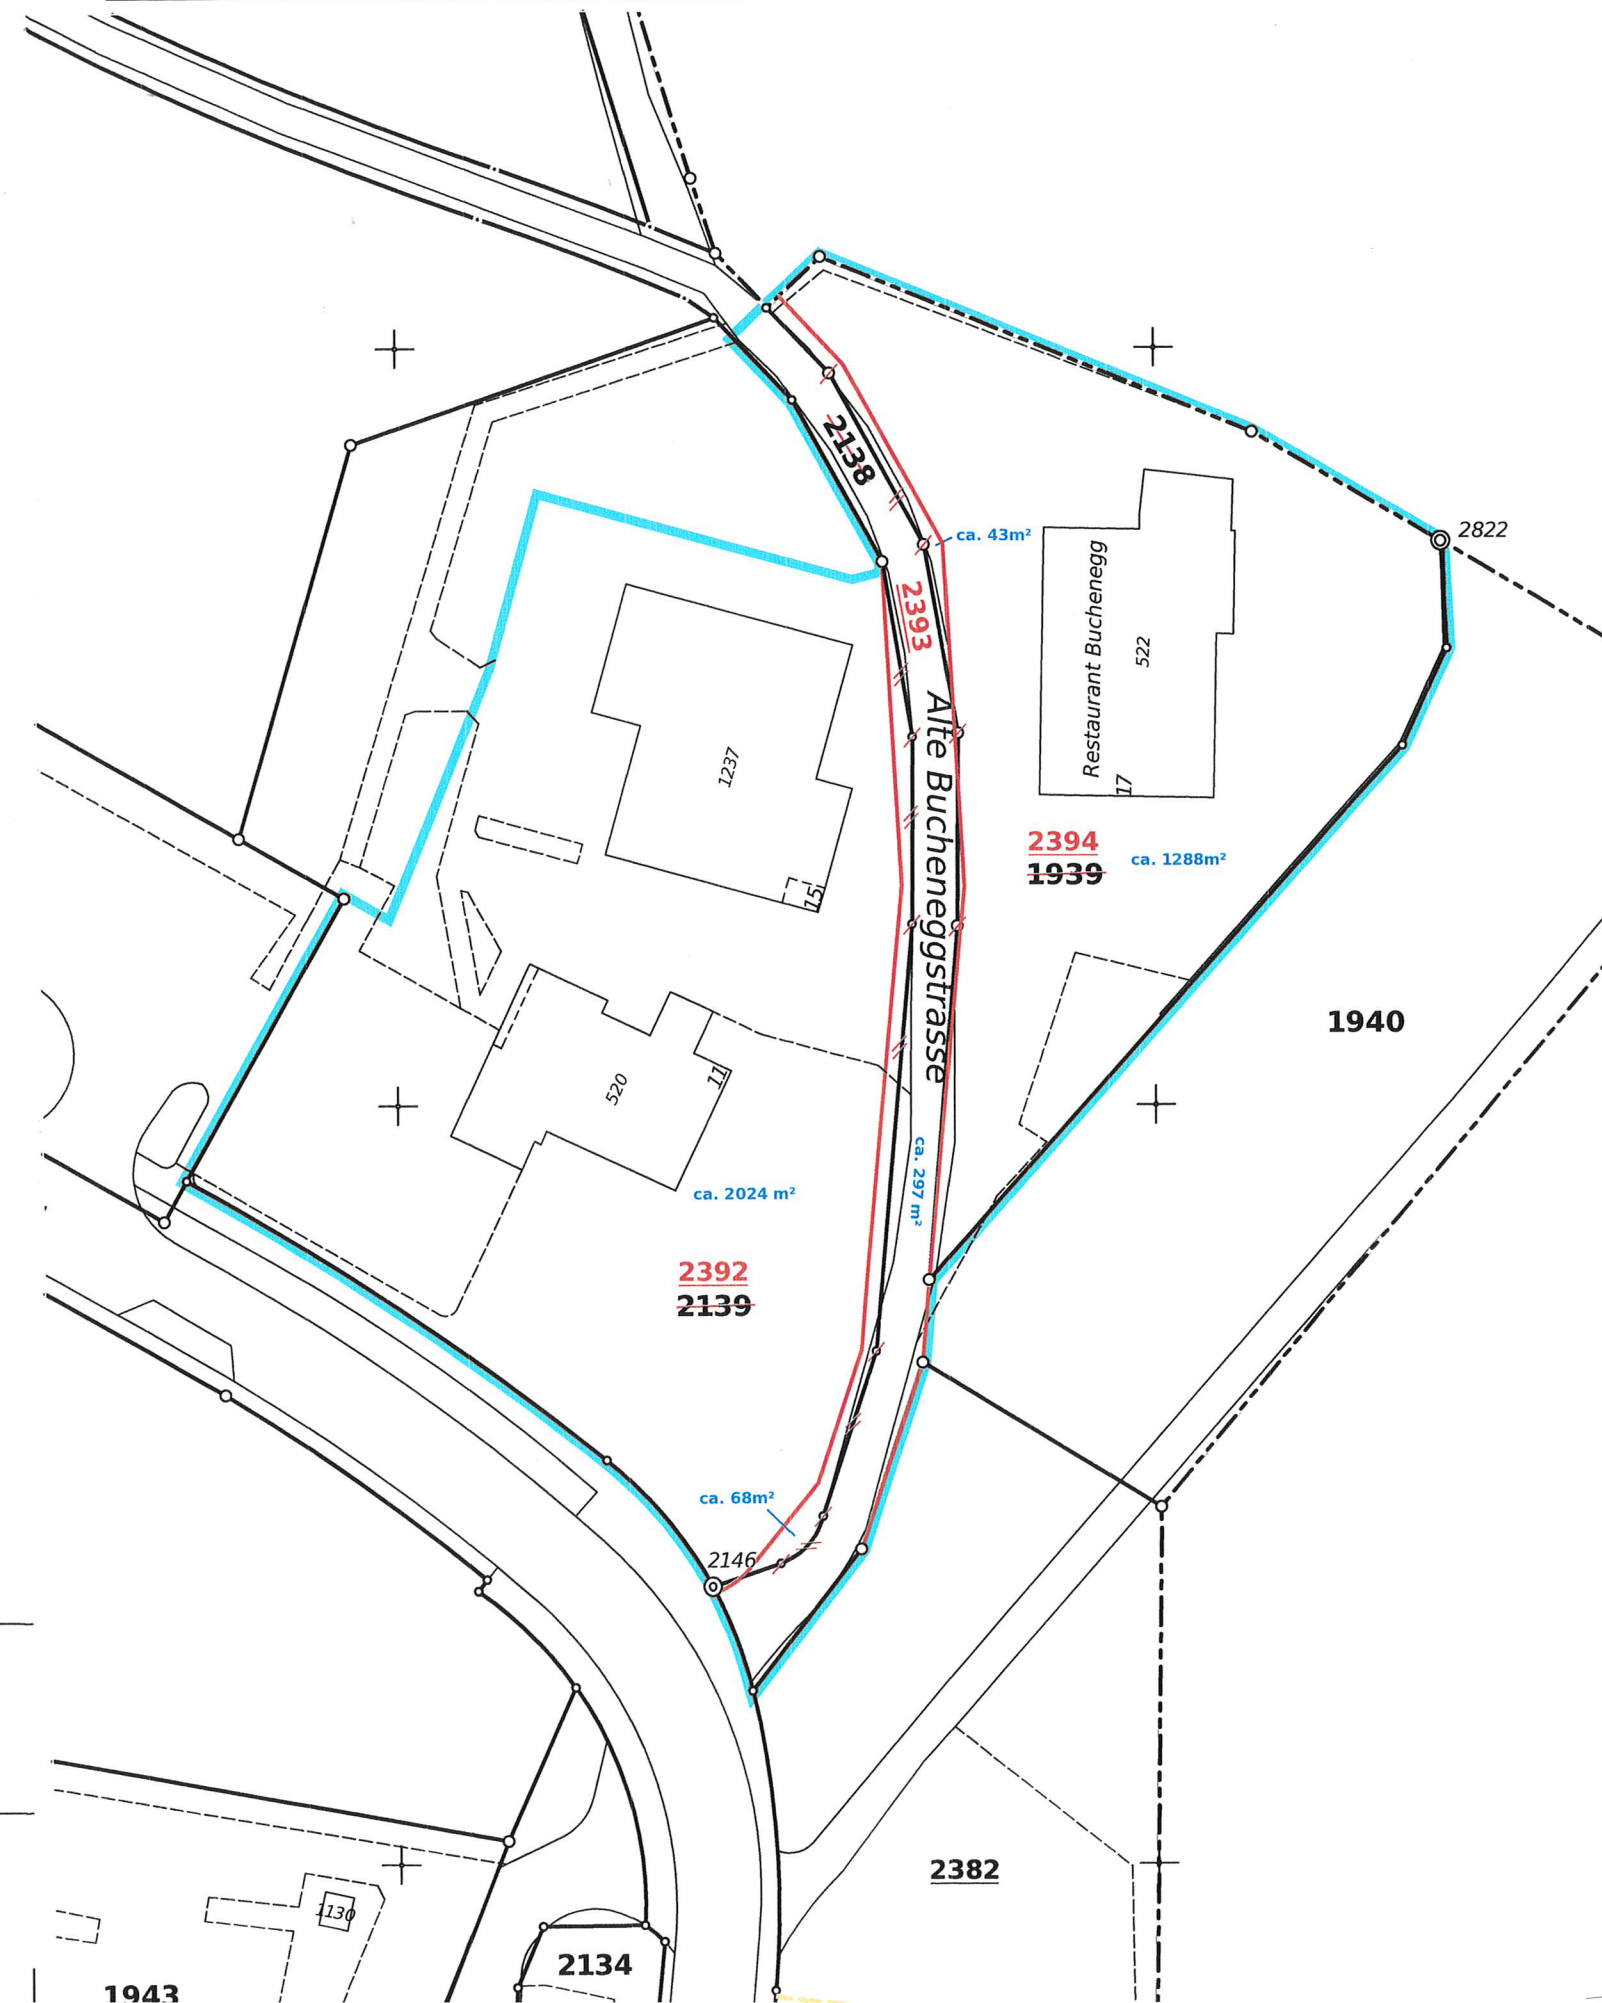 2822
2138
ca. 43m²
2393
Restaurant Buchenegg
522
17
1237
15
Alte Bucheneggstrasse
2394
1939
ca. 1288m²
1940
520
11
ca. 297 m²
ca. 2024 m²
2392
2139
ca. 68m²
2146
2382
1130
2134
1943